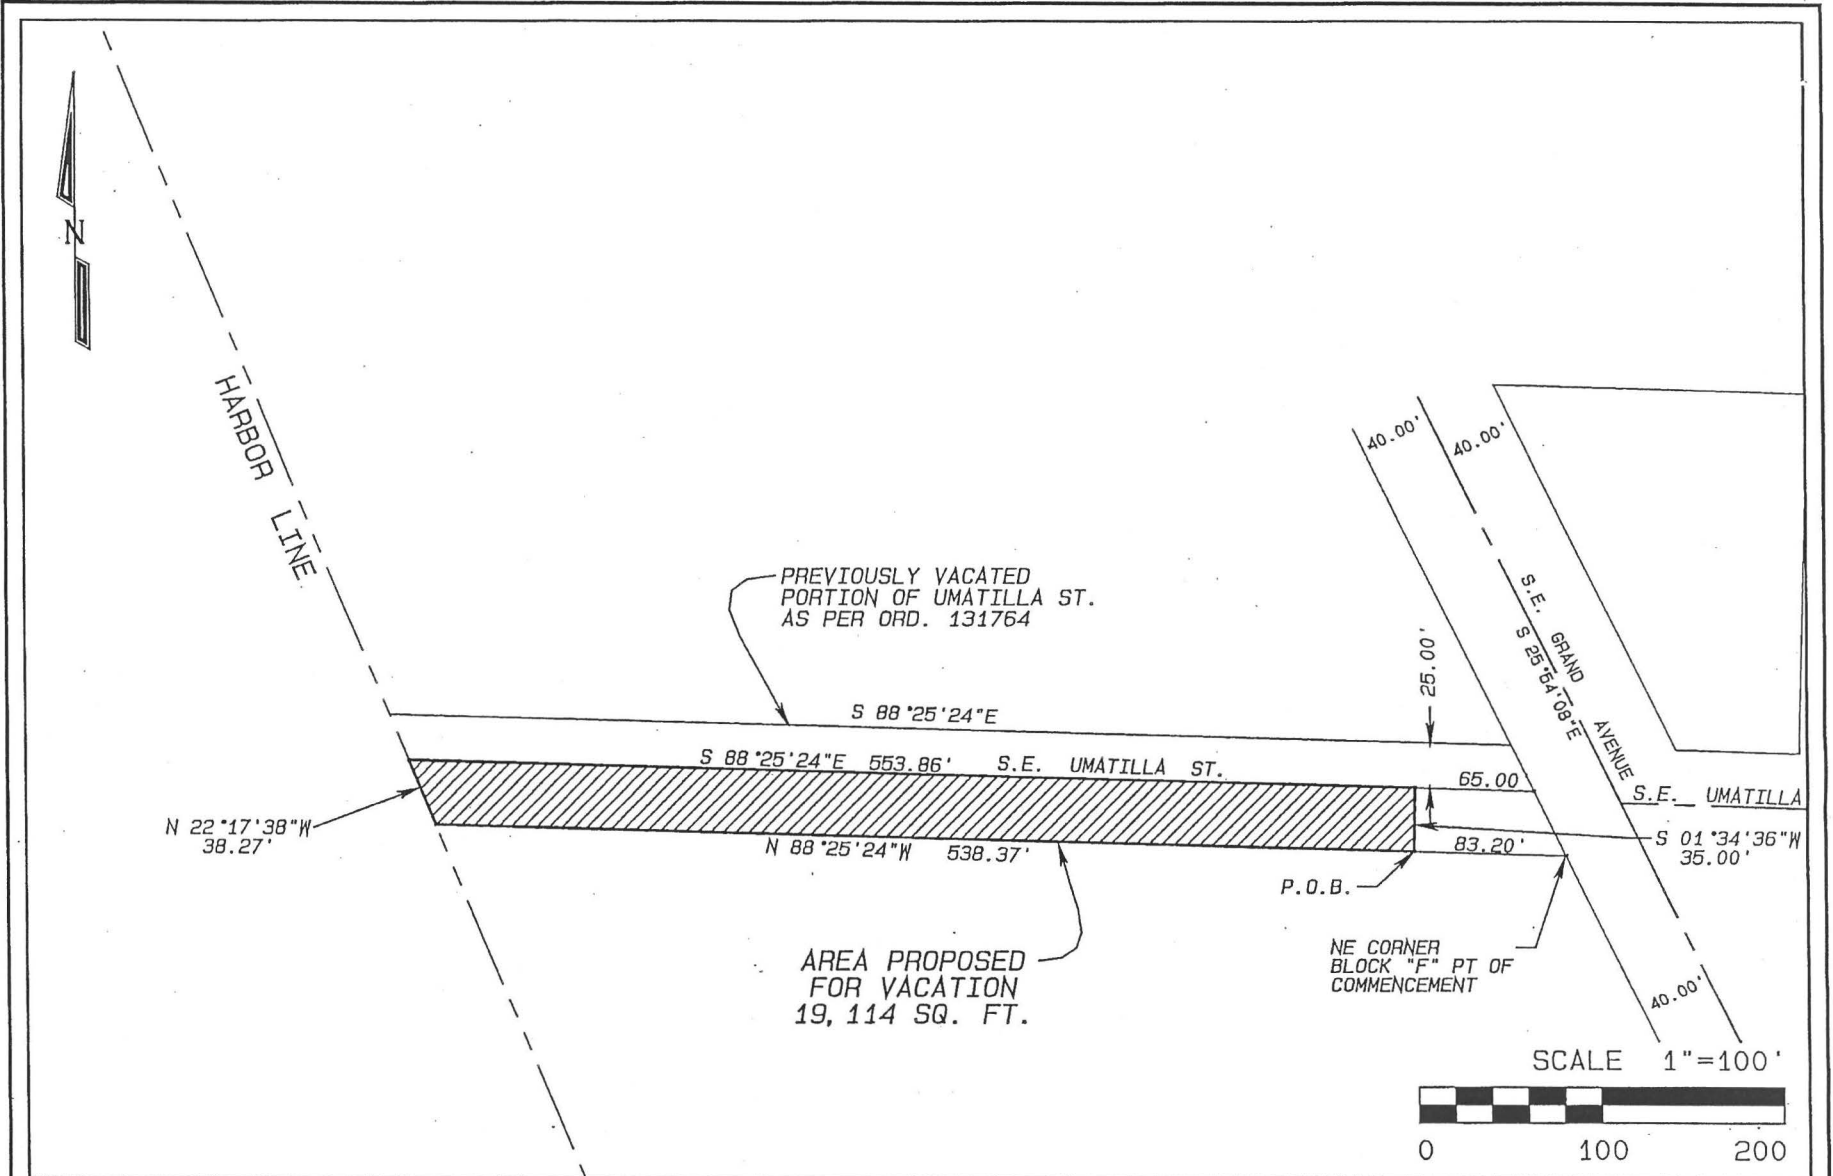 N
HARBOR LINE
40.00'
40.00'
PREVIOUSLY VACATED
PORTION OF UMATILLA ST.
AS PER ORD. 131764
25.00'
S.E. GRAND AVENUE
S 25°54'08"E
S 88°25'24"E
S 88°25'24"E 553.86' S.E. UMATILLA ST.
65.00
S.E. UMATILLA
N 22°17'38"W
38.27'
N 88°25'24"W 538.37'
83.20'
S 01°34'36"W
35.00'
P.O.B.
AREA PROPOSED
FOR VACATION
19,114 SQ. FT.
NE CORNER
BLOCK "F" PT OF
COMMENCEMENT
40.00'
SCALE 1"=100'
0 100 200